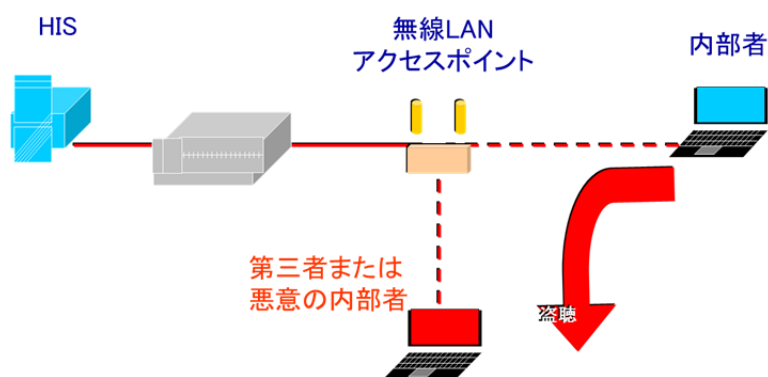 HIS
無線LAN
アクセスポイント
内部者
第三者または
悪意の内部者
盗聴